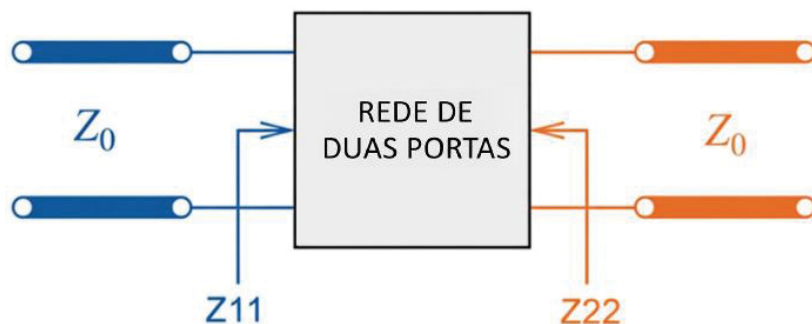 Z₀
REDE DE
DUAS PORTAS
Z₀
Z11
Z22